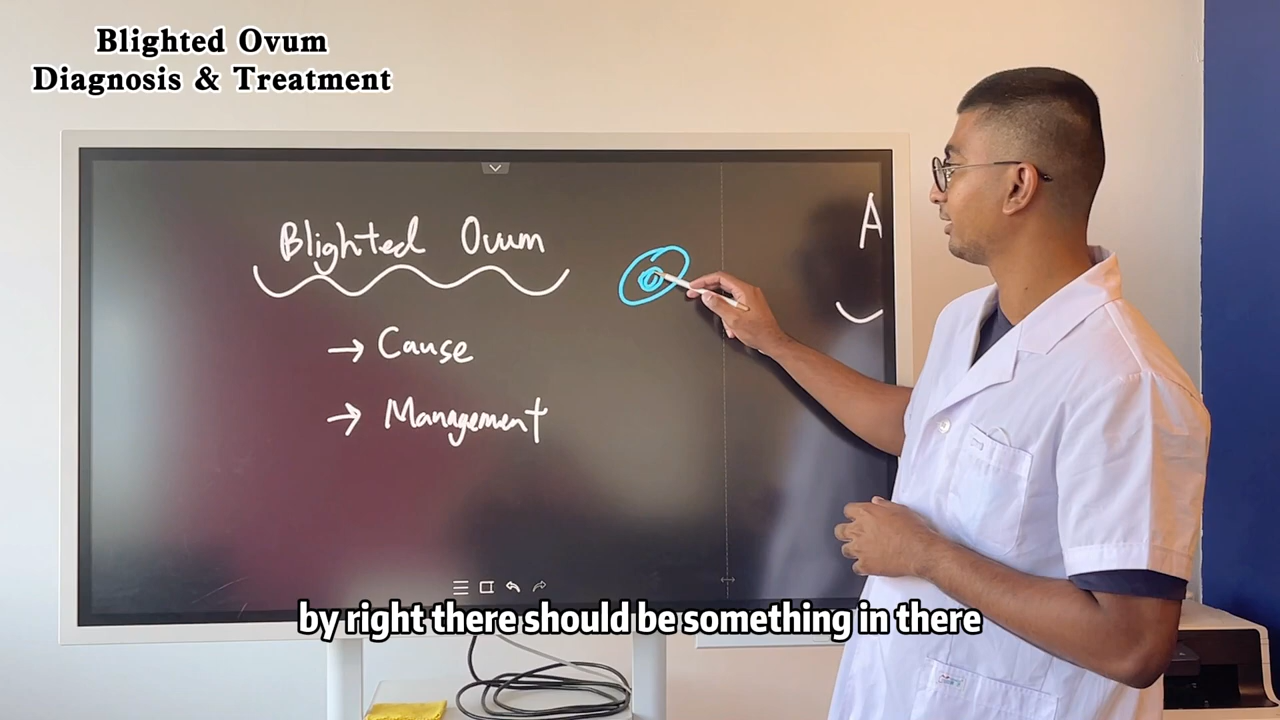 Blighted Ovum
Diagnosis & Treatment
Blighted Ovum
A
→ Cause
→ Management
by right there should be something in there